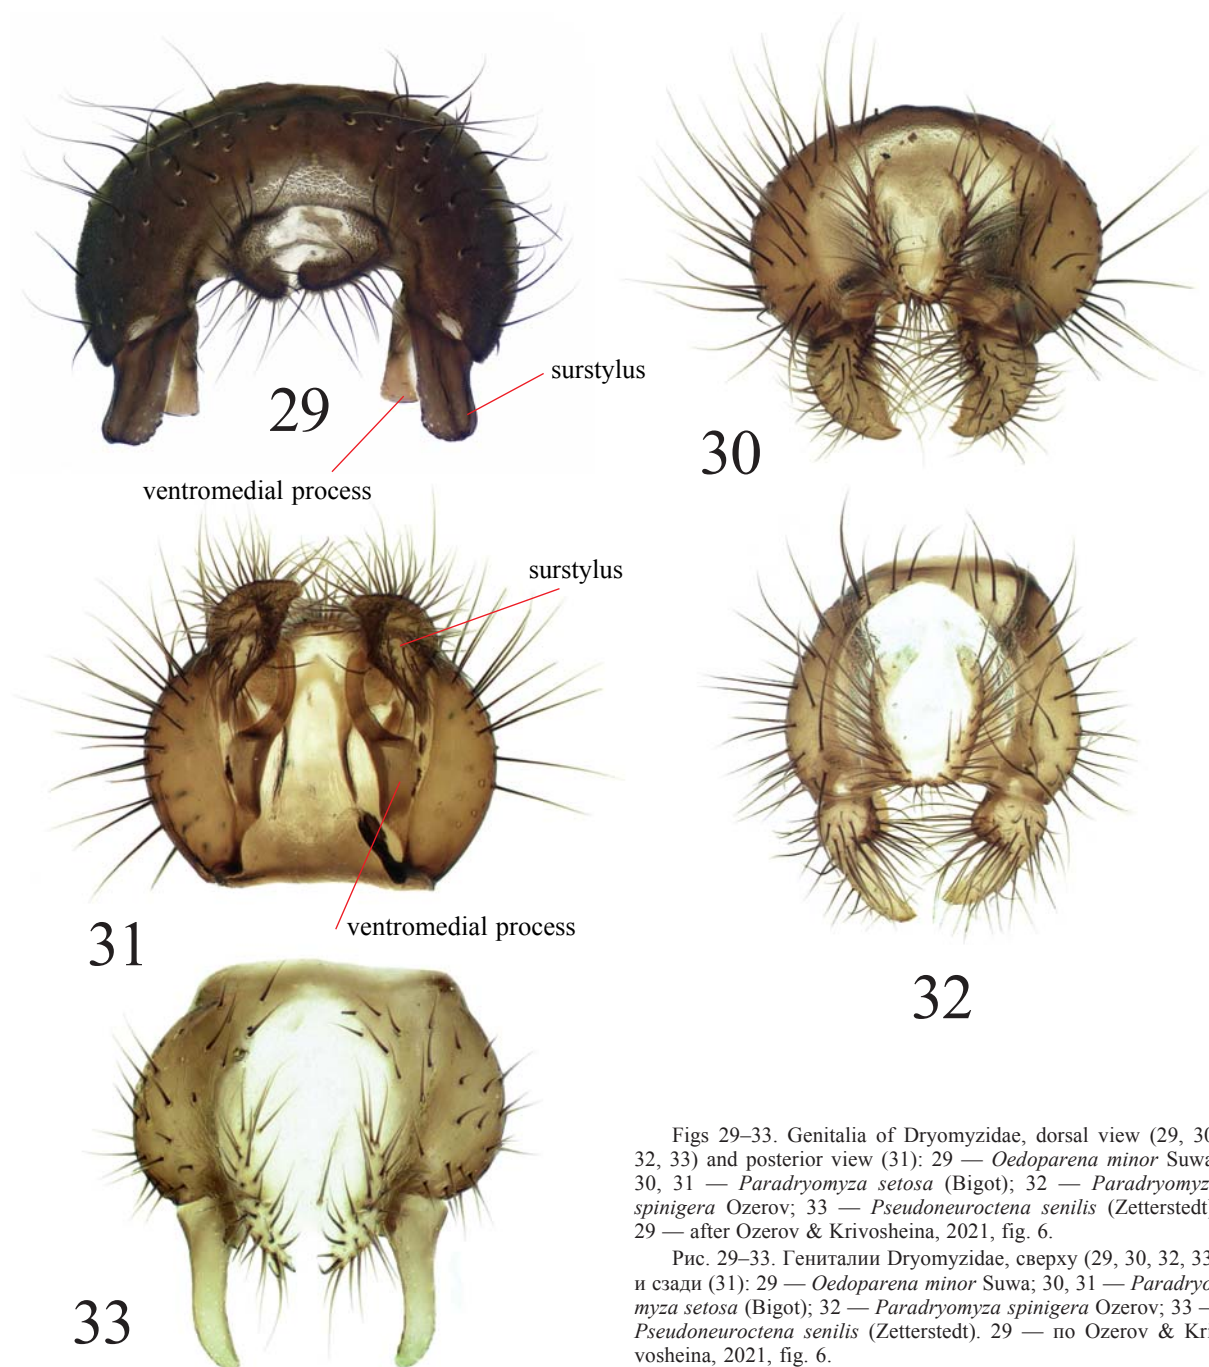 surstylus
29
30
ventromedial process
surstylus
ventromedial process
31
32
33
Figs 29–33. Genitalia of Dryomyzidae, dorsal view (29, 30
32, 33) and posterior view (31): 29 — Oedoparena minor Suwa
30, 31 — Paradryomyza setosa (Bigot); 32 — Paradryomyz
spinigera Ozerov; 33 — Pseudoneuroctena senilis (Zetterstedt)
29 — after Ozerov & Krivosheina, 2021, fig. 6.
Рис. 29–33. Гениталии Dryomyzidae, сверху (29, 30, 32, 33
и сзади (31): 29 — Oedoparena minor Suwa; 30, 31 — Paradryo
myza setosa (Bigot); 32 — Paradryomyza spinigera Ozerov; 33 —
Pseudoneuroctena senilis (Zetterstedt). 29 — по Ozerov & Kri
vosheina, 2021, fig. 6.